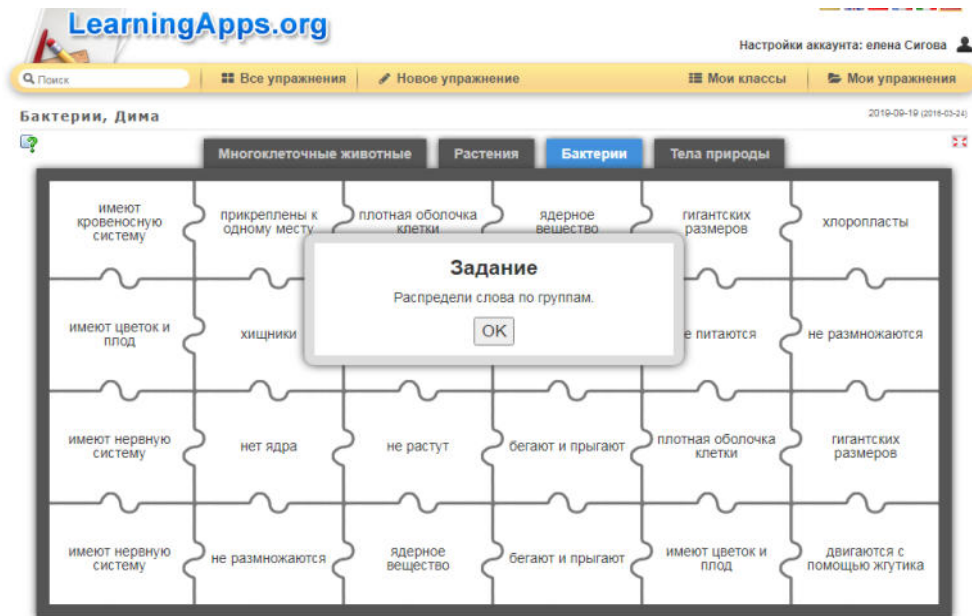 LearningApps.org
Настройки аккаунта: елена Сигова
Поиск
Все упражнения
Новое упражнение
Мои классы
Мои упражнения
Бактерии, Дима
2019-09-19 (2016-03-24)
Многоклеточные животные
Растения
Бактерии
Тела природы
имеют
кровеносную
систему
прикреплены к
одному месту
плотная оболочка
клетки
ядерное
вещество
гигантских
размеров
хлоропласты
Задание
Распредели слова по группам.
OK
имеют цветок и
плод
хищники
питаются
не размножаются
имеют нервную
систему
нет ядра
не растут
бегают и прыгают
плотная оболочка
клетки
гигантских
размеров
имеют нервную
систему
не размножаются
ядерное
вещество
бегают и прыгают
имеют цветок и
плод
двигаются с
помощью жгутика